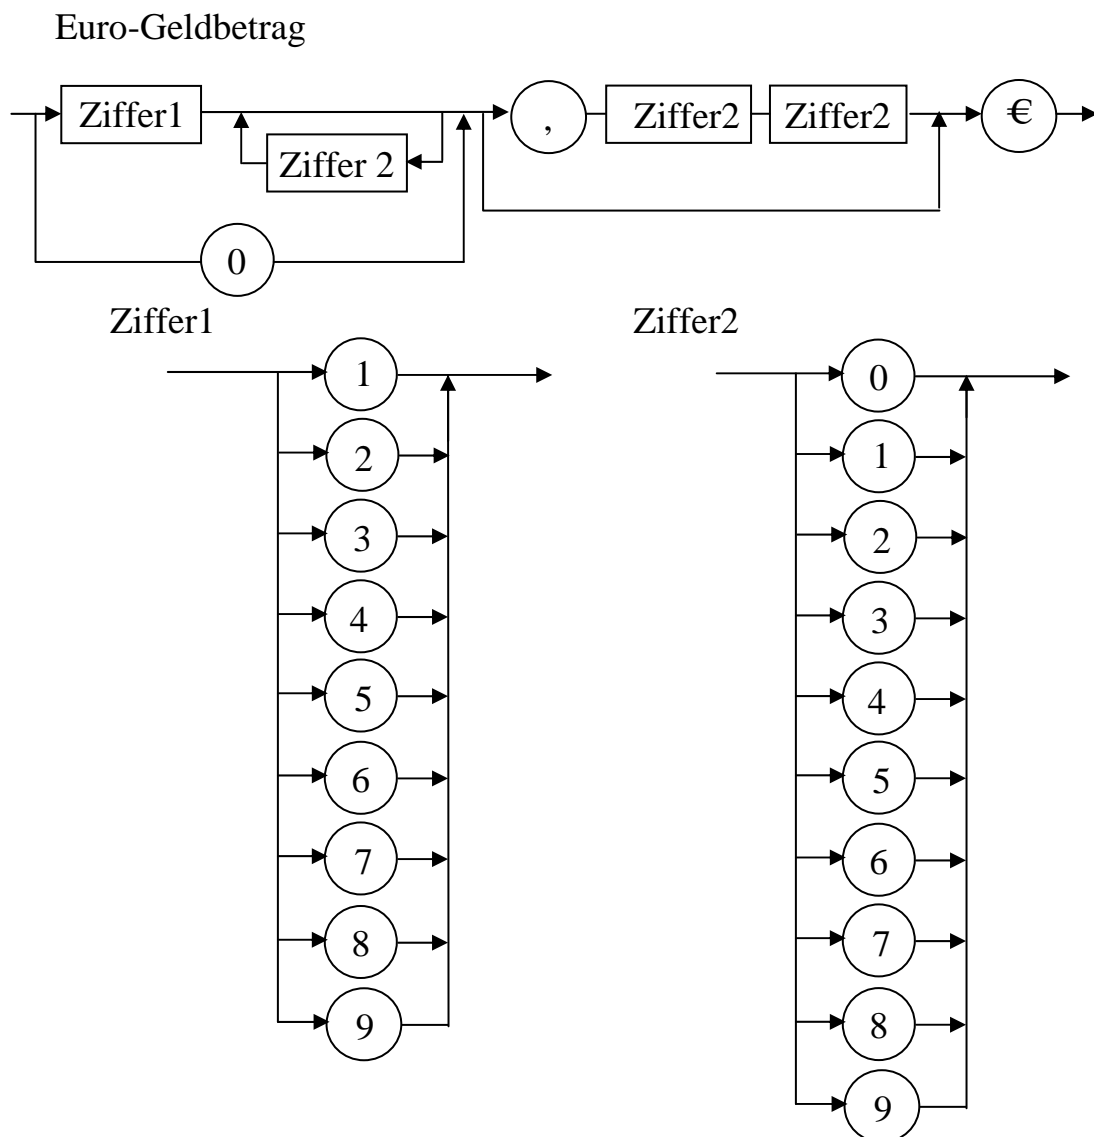 Euro-Geldbetrag
Ziffer1 , Ziffer2 Ziffer2 €
Ziffer 2
0
Ziffer1 Ziffer2
1 0
2 1
3 2
4 3
5 4
6 5
7 6
8 7
9 8
9